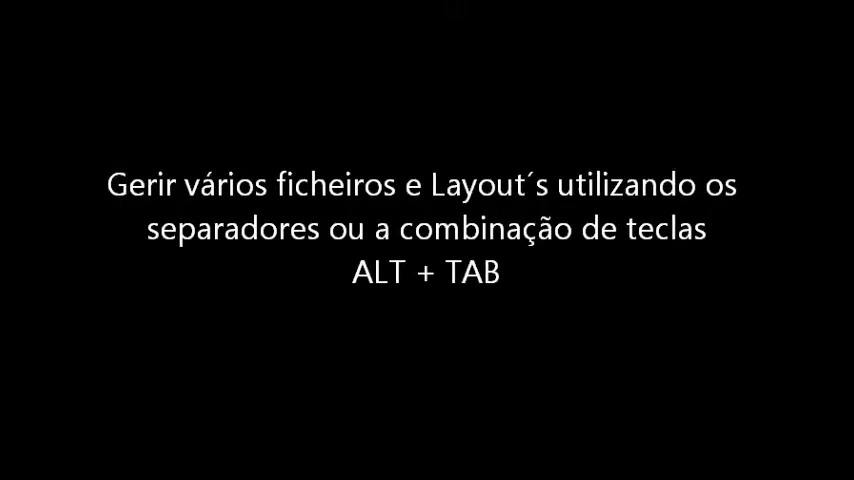 Gerir vários ficheiros e Layout´s utilizando os
separadores ou a combinação de teclas
ALT + TAB